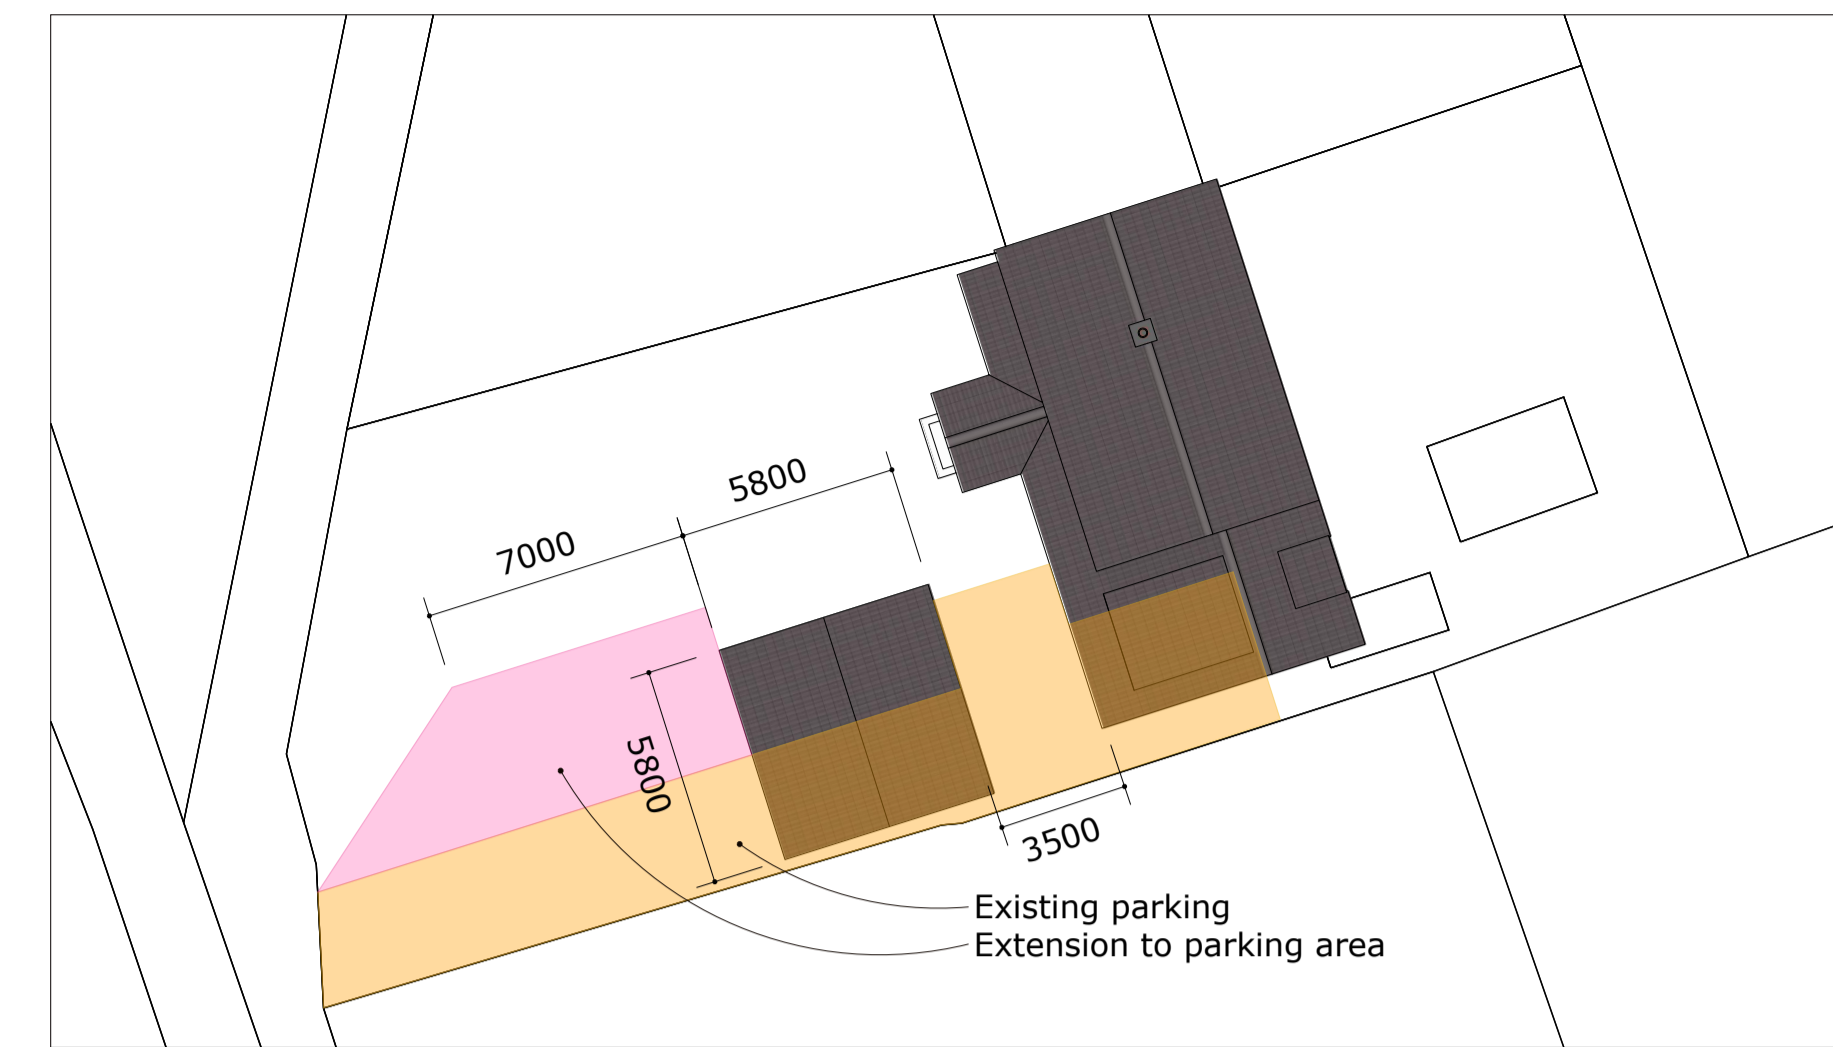 5800
7000
5800
3500
Existing parking
Extension to parking area